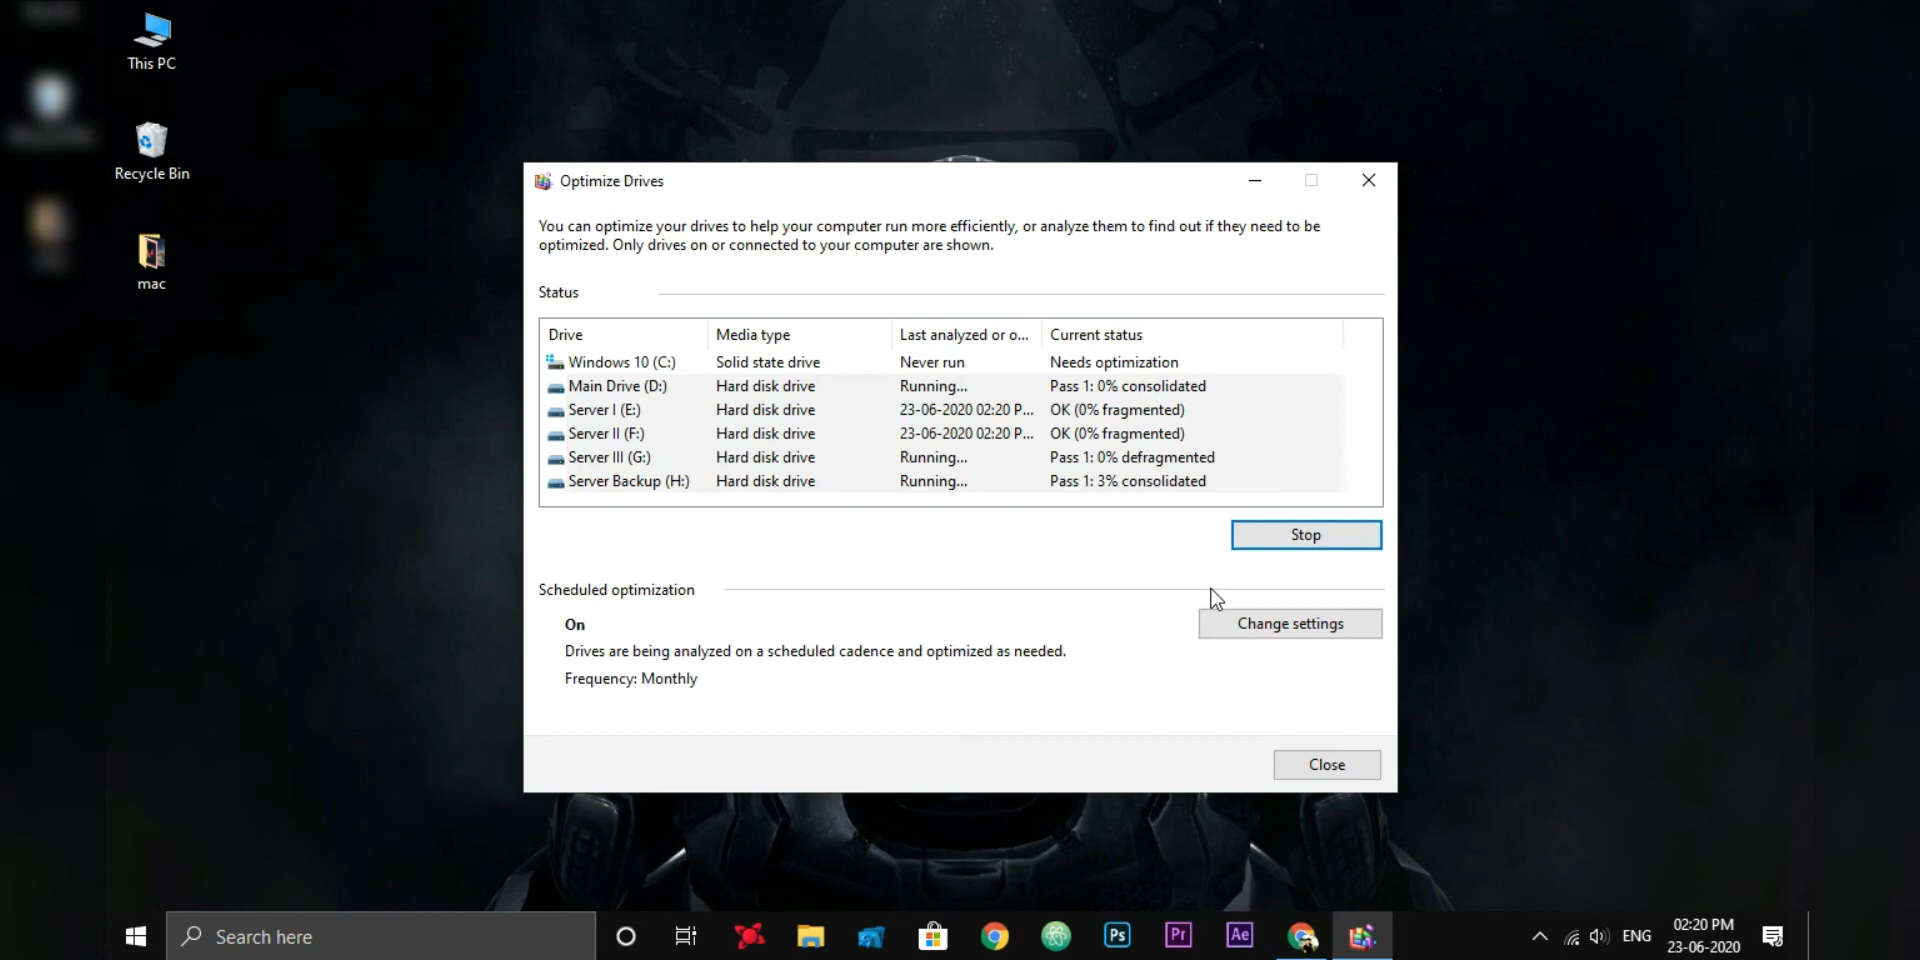 This PC
Recycle Bin
mac
Optimize Drives
You can optimize your drives to help your computer run more efficiently, or analyze them to find out if they need to be
optimized. Only drives on or connected to your computer are shown.
Status
Drive Media type Last analyzed or o... Current status
Windows 10 (C:) Solid state drive Never run Needs optimization
Main Drive (D:) Hard disk drive Running... Pass 1: 0% consolidated
Server I (E:) Hard disk drive 23-06-2020 02:20 P... OK (0% fragmented)
Server II (F:) Hard disk drive 23-06-2020 02:20 P... OK (0% fragmented)
Server III (G:) Hard disk drive Running... Pass 1: 0% defragmented
Server Backup (H:) Hard disk drive Running... Pass 1: 3% consolidated
Stop
Scheduled optimization
On
Change settings
Drives are being analyzed on a scheduled cadence and optimized as needed.
Frequency: Monthly
Close
Search here
Ps
Pr
Ae
ENG
02:20 PM
23-06-2020